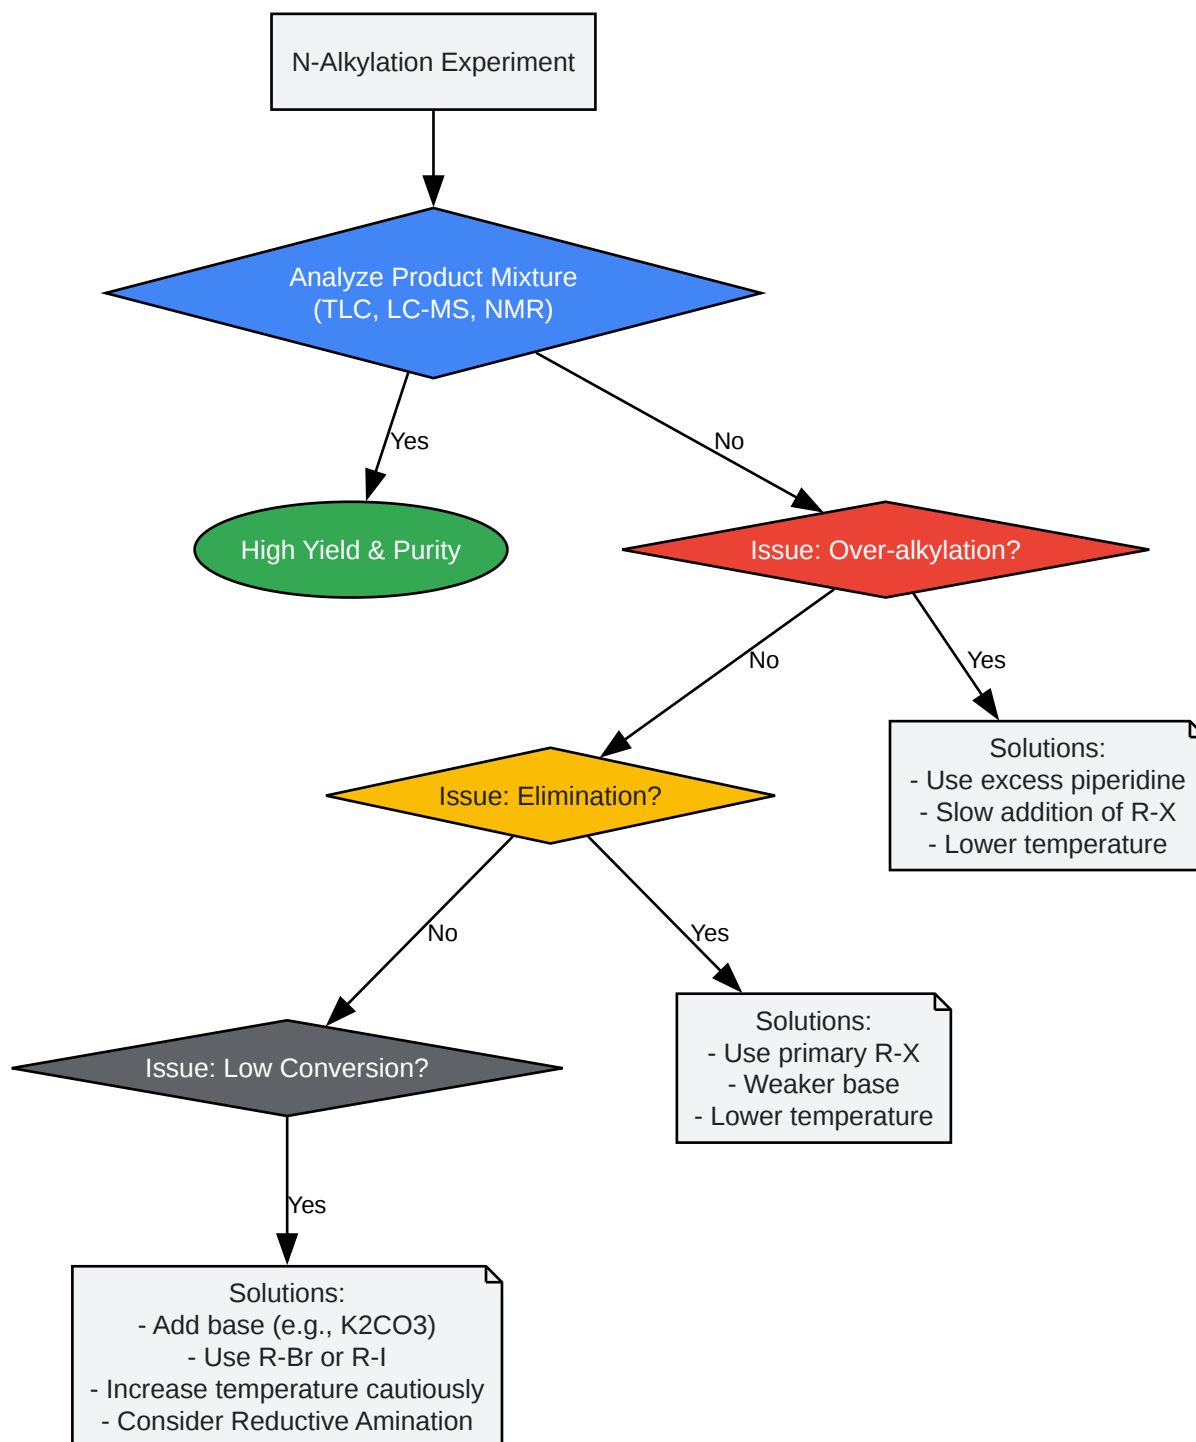 N-Alkylation Experiment
Analyze Product Mixture
(TLC, LC-MS, NMR)
Yes
No
High Yield & Purity
Issue: Over-alkylation?
No
Yes
Solutions:
- Use excess piperidine
- Slow addition of R-X
- Lower temperature
Issue: Elimination?
No
Yes
Solutions:
- Use primary R-X
- Weaker base
- Lower temperature
Issue: Low Conversion?
Yes
Solutions:
- Add base (e.g., K2CO3)
- Use R-Br or R-I
- Increase temperature cautiously
- Consider Reductive Amination